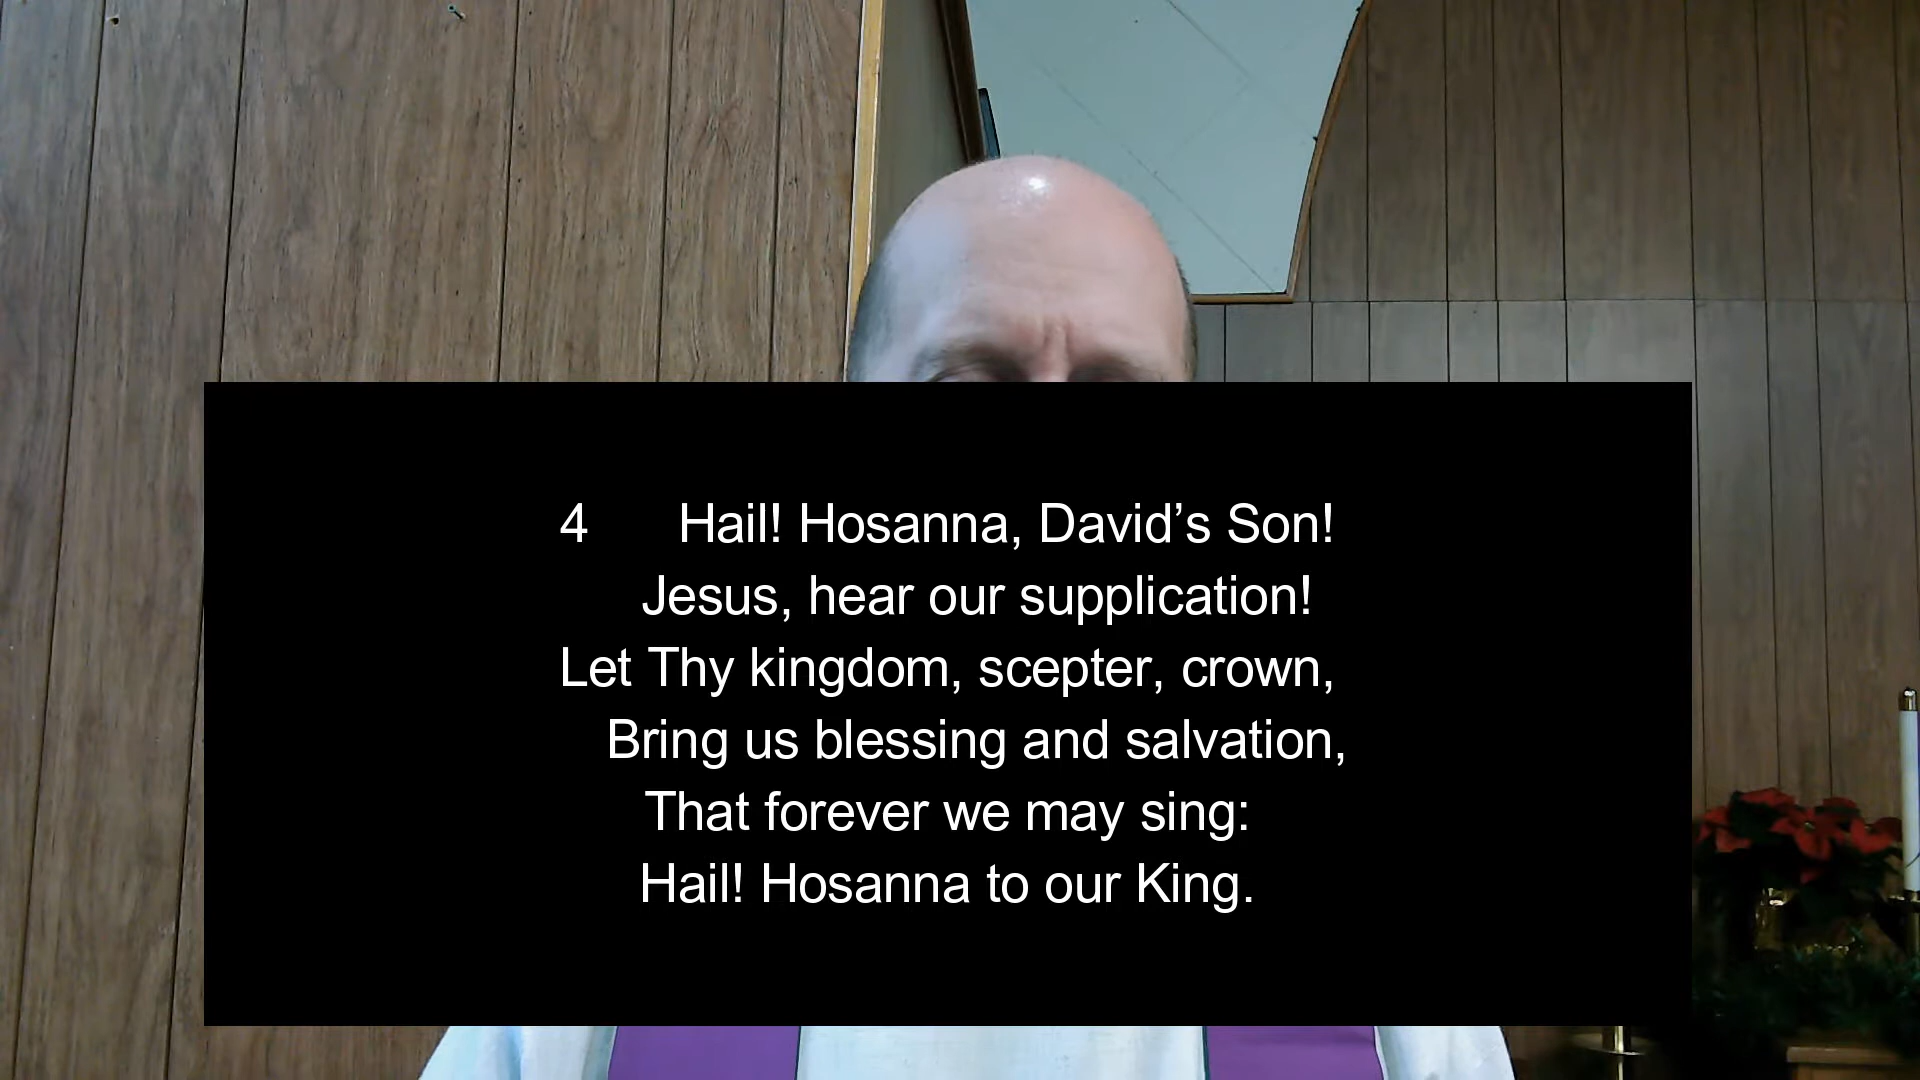 4 Hail! Hosanna, David’s Son!
Jesus, hear our supplication!
Let Thy kingdom, scepter, crown,
Bring us blessing and salvation,
That forever we may sing:
Hail! Hosanna to our King.